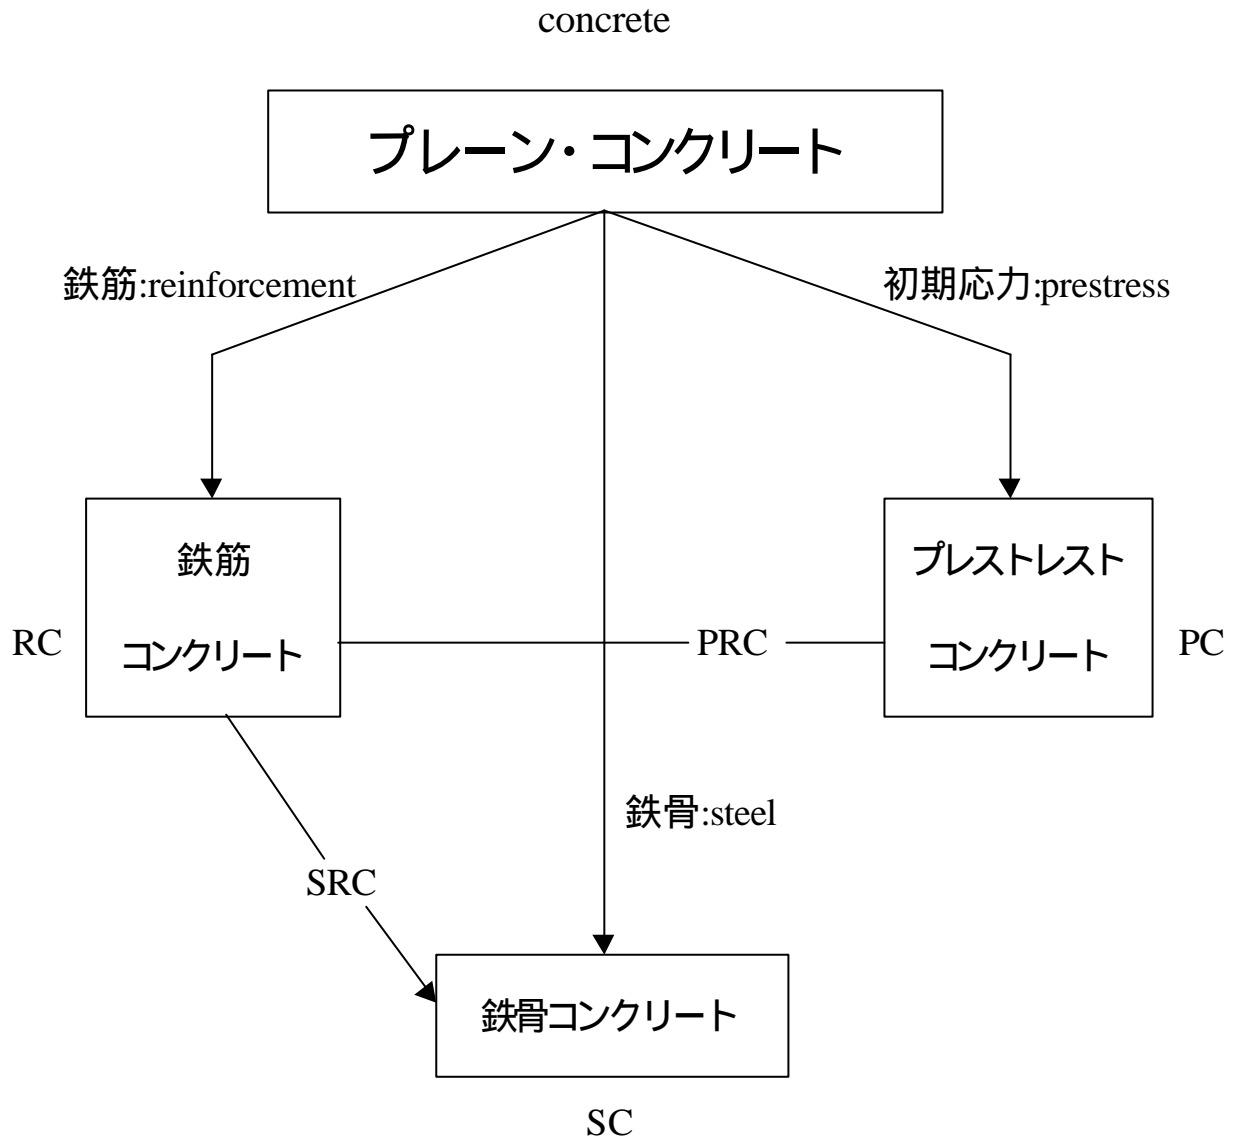 concrete
プレーン・コンクリート
鉄筋:reinforcement
初期応力:prestress
鉄筋
コンクリート
RC
PRC
プレストレスト
コンクリート
PC
鉄骨:steel
SRC
鉄骨コンクリート
SC